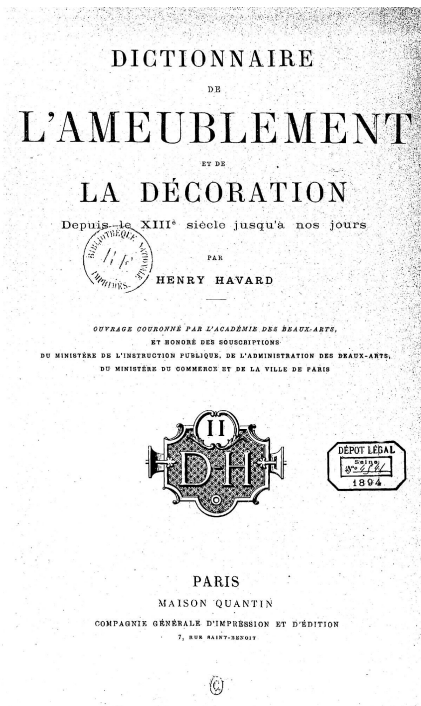 DICTIONNAIRE
DE
L'AMEUBLEMENT
ET DE
LA DÉCORATION
Depuis le XIIIe siècle jusqu'à nos jours
PAR
HENRY HAVARD
BIBLIOTHÈQUE NATIONALE
IMPRIMÉS
OUVRAGE COURONNÉ PAR L'ACADÉMIE DES BEAUX-ARTS,
ET HONORÉ DES SOUSCRIPTIONS
DU MINISTÈRE DE L'INSTRUCTION PUBLIQUE, DE L'ADMINISTRATION DES BEAUX-ARTS,
DU MINISTÈRE DU COMMERCE ET DE LA VILLE DE PARIS
II
D-H
DÉPOT LÉGAL
Seine
1894
PARIS
MAISON QUANTIN
COMPAGNIE GÉNÉRALE D'IMPRESSION ET D'ÉDITION
7, RUE SAINT-BENOIT